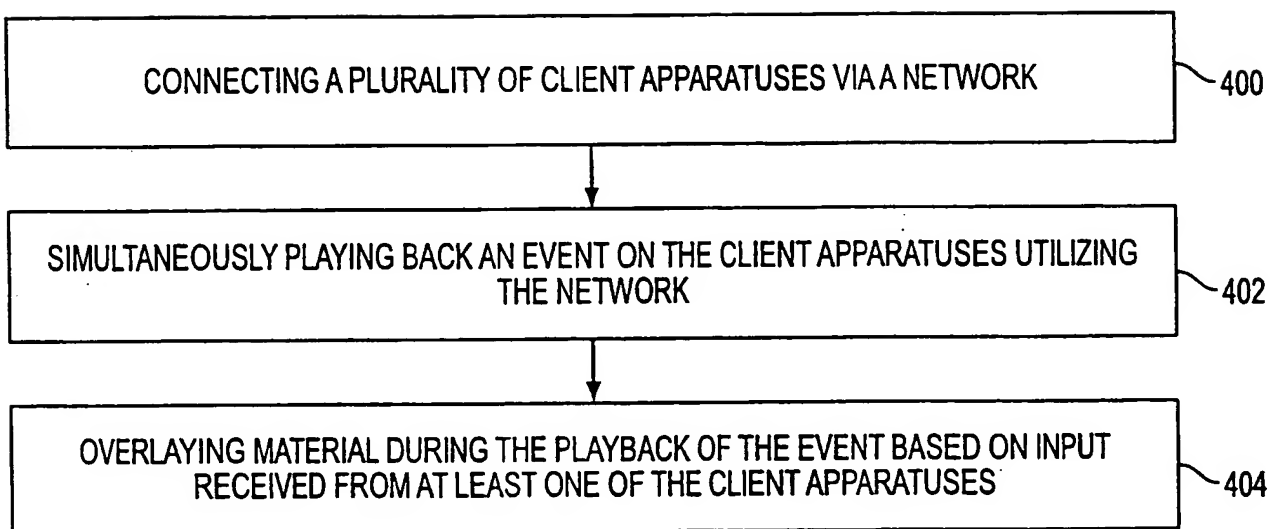 CONNECTING A PLURALITY OF CLIENT APPARATUSES VIA A NETWORK
400
SIMULTANEOUSLY PLAYING BACK AN EVENT ON THE CLIENT APPARATUSES UTILIZING
THE NETWORK
402
OVERLAYING MATERIAL DURING THE PLAYBACK OF THE EVENT BASED ON INPUT
RECEIVED FROM AT LEAST ONE OF THE CLIENT APPARATUSES
404